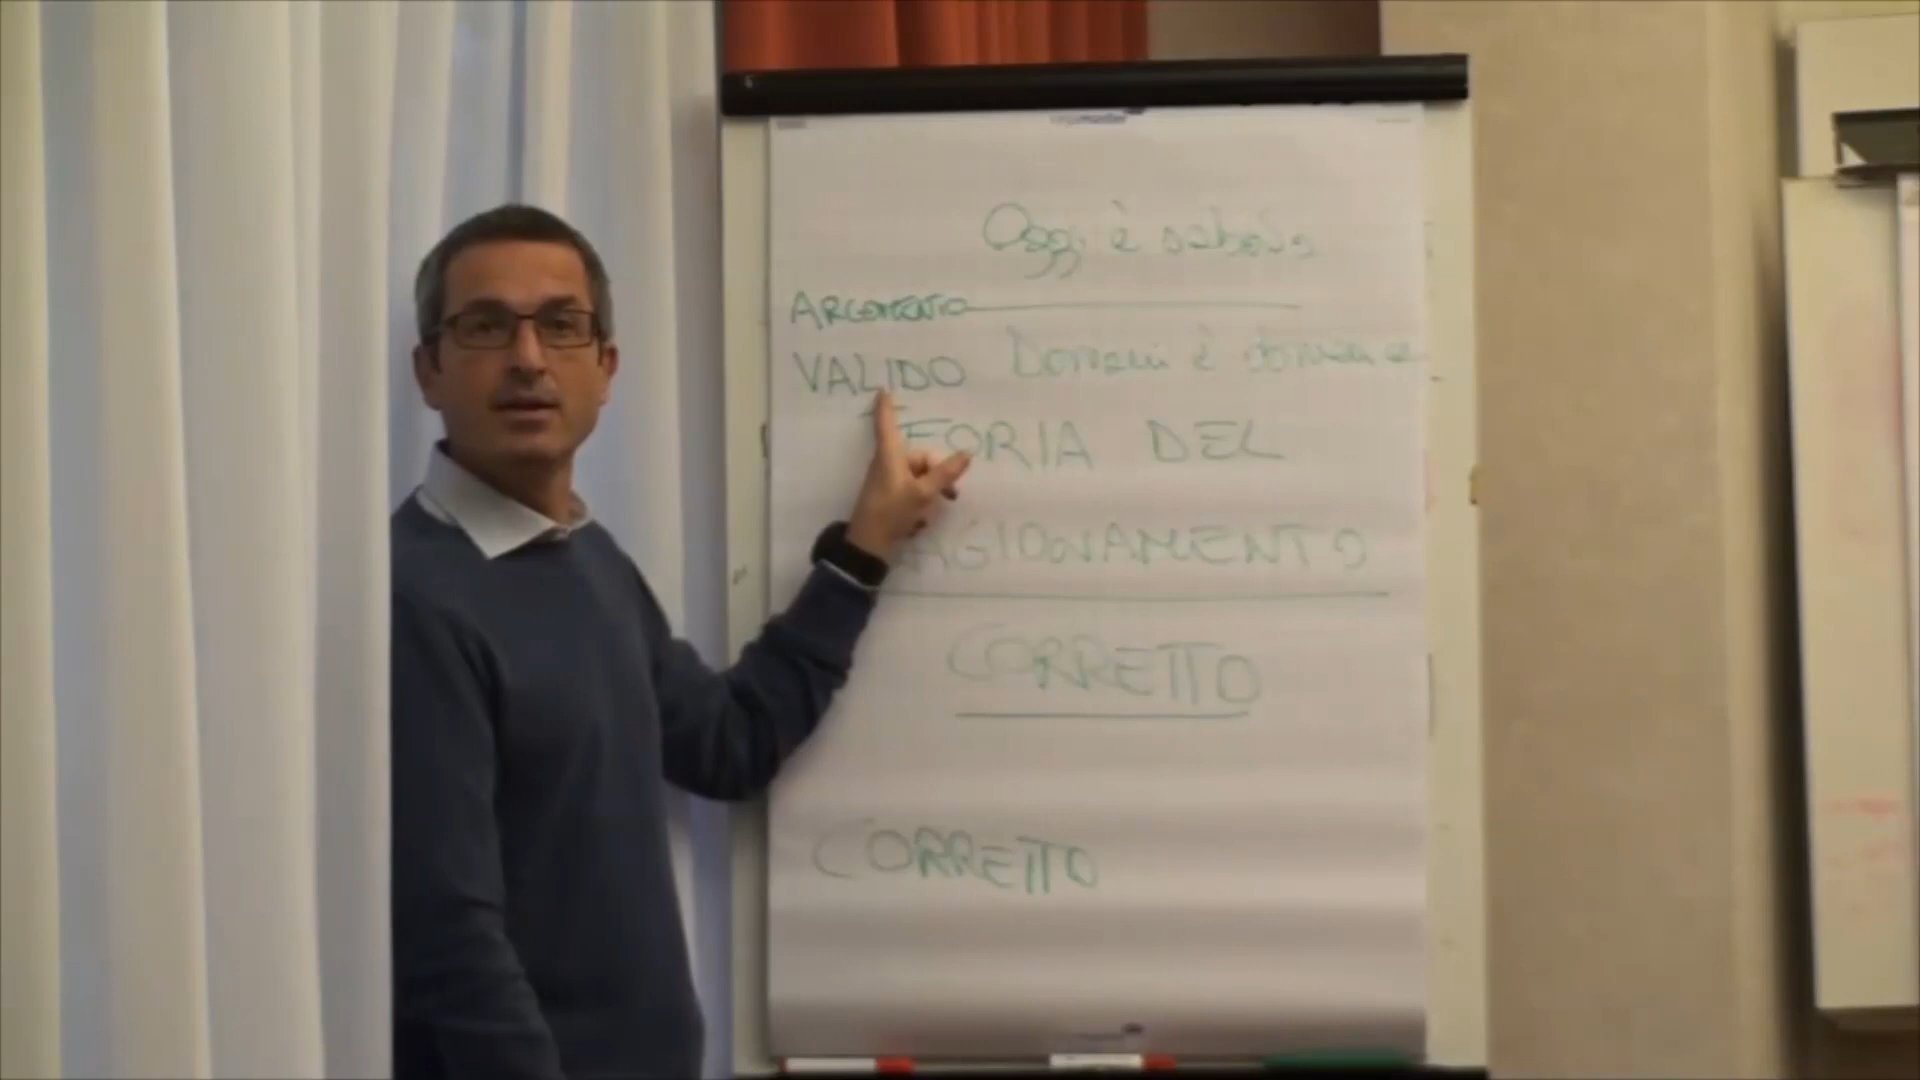 Oggi è sabato
ARGOMENTO
VALIDO Domani è domenica
TEORIA DEL
RAGIONAMENTO
CORRETTO
CORRETTO